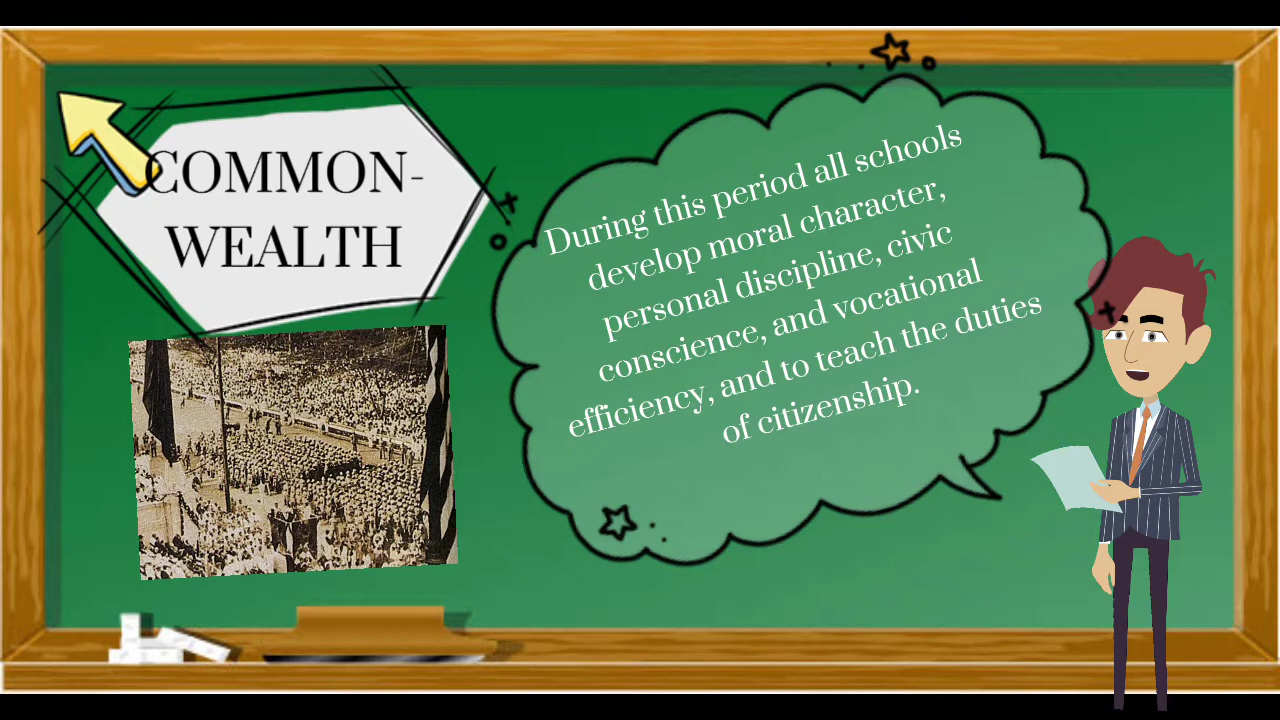 COMMON-
WEALTH
During this period all schools
develop moral character,
personal discipline, civic
conscience, and vocational
efficiency, and to teach the duties
of citizenship.